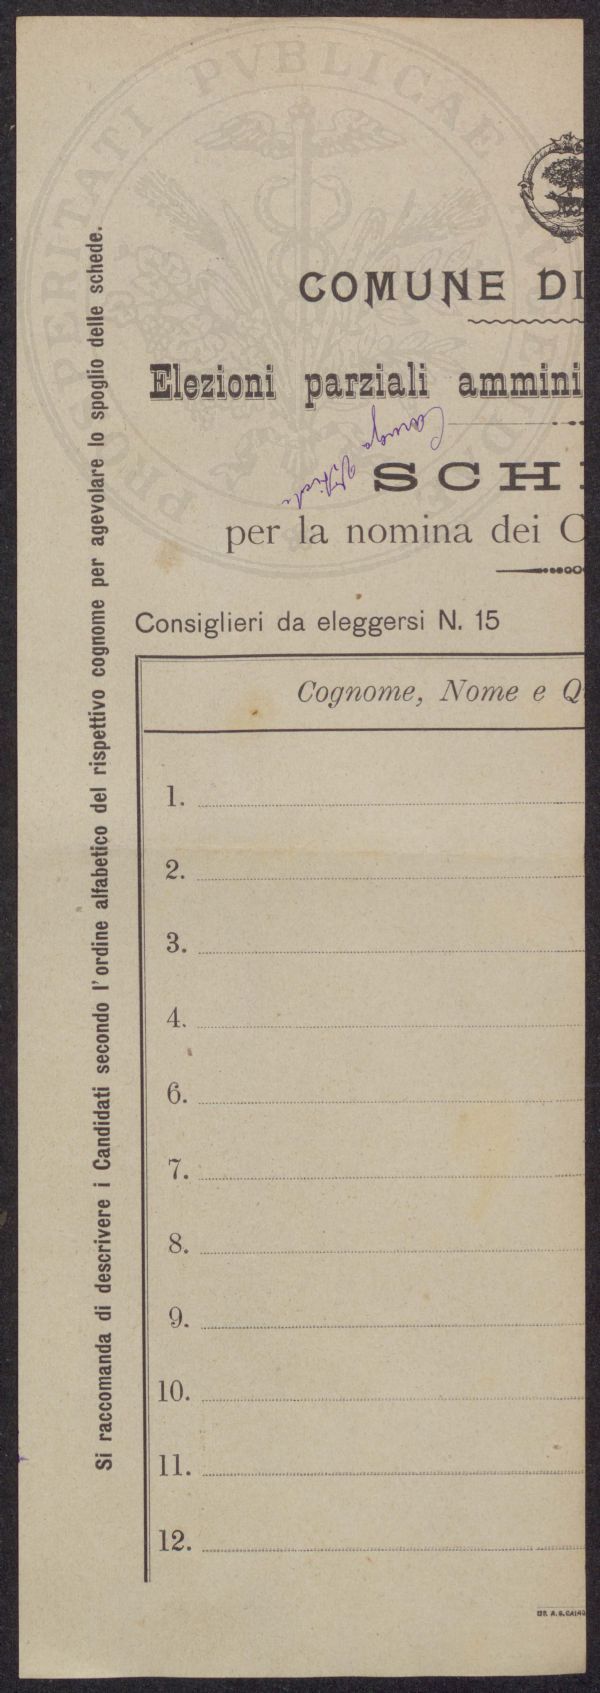 PROSPERITATI PVBLICAE
COMUNE DI
Elezioni parziali ammini
SCH
per la nomina dei C
Consiglieri da eleggersi N. 15
Cognome, Nome e Q
1.
2.
3.
4.
6.
7.
8.
9.
10.
11.
12.
Si raccomanda di descrivere i Candidati secondo l'ordine alfabetico del rispettivo cognome per agevolare lo spoglio delle schede.